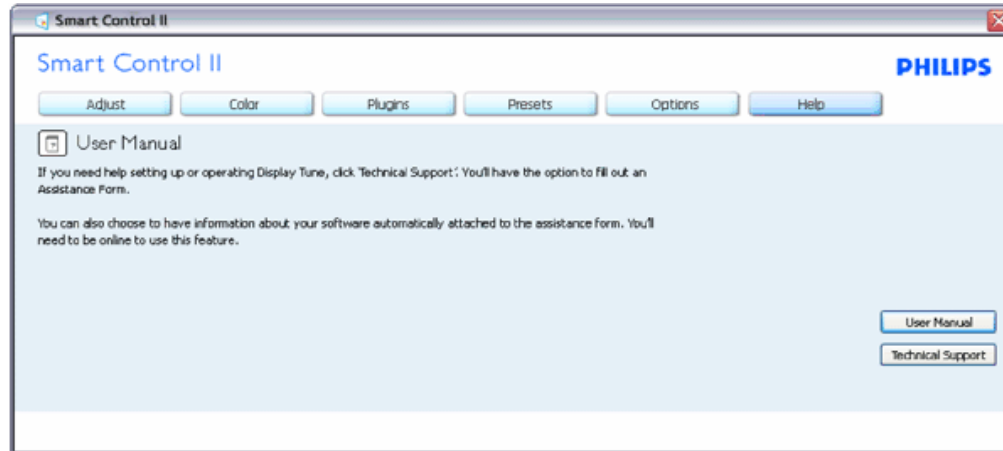 Smart Control II
Smart Control II
PHILIPS
Adjust
Color
Plugins
Presets
Options
Help
User Manual
If you need help setting up or operating Display Tune, click 'Technical Support'. You'll have the option to fill out an
Assistance Form.
You can also choose to have information about your software automatically attached to the assistance form. You'll
need to be online to use this feature.
User Manual
Technical Support